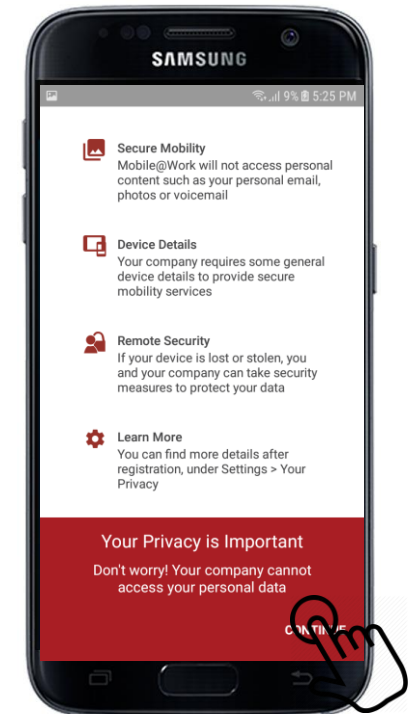 SAMSUNG
9% 5:25 PM
Secure Mobility
Mobile@Work will not access personal
content such as your personal email,
photos or voicemail
Device Details
Your company requires some general
device details to provide secure
mobility services
Remote Security
If your device is lost or stolen, you
and your company can take security
measures to protect your data
Learn More
You can find more details after
registration, under Settings > Your
Privacy
Your Privacy is Important
Don't worry! Your company cannot
access your personal data
CONTINUE